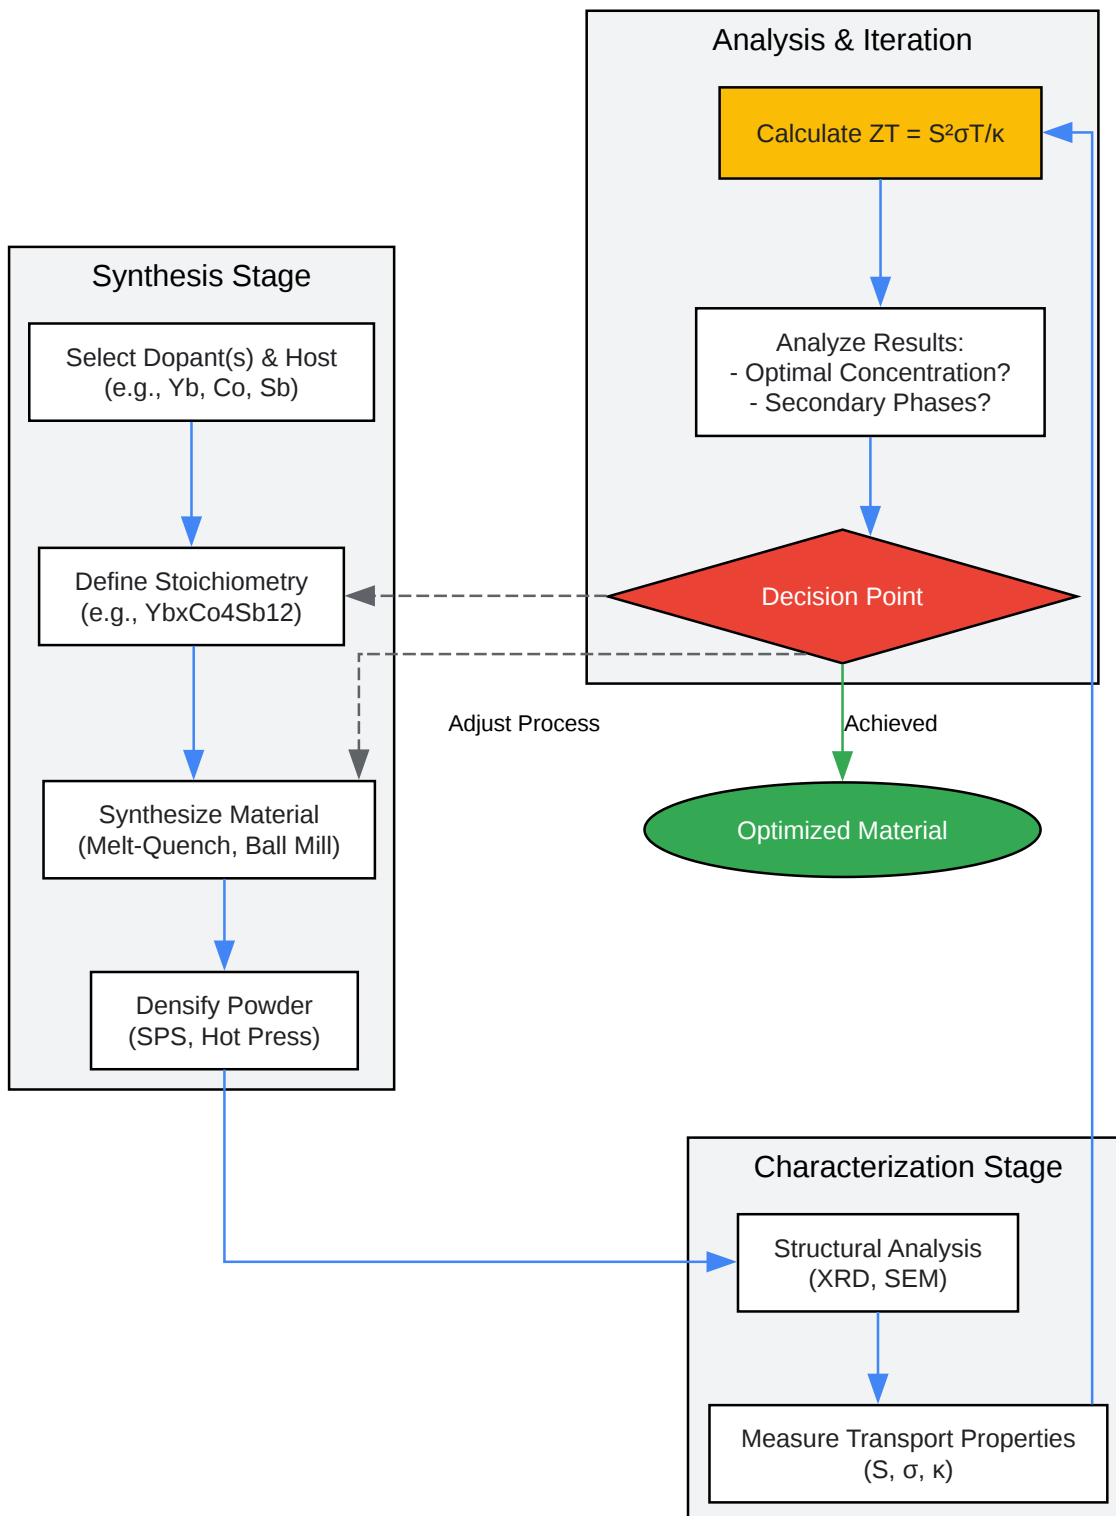 Analysis & Iteration
Calculate ZT = S²σT/κ
Analyze Results:
- Optimal Concentration?
- Secondary Phases?
Decision Point
Synthesis Stage
Select Dopant(s) & Host
(e.g., Yb, Co, Sb)
Define Stoichiometry
(e.g., YbxCo4Sb12)
Adjust Process
Achieved
Synthesize Material
(Melt-Quench, Ball Mill)
Optimized Material
Densify Powder
(SPS, Hot Press)
Characterization Stage
Structural Analysis
(XRD, SEM)
Measure Transport Properties
(S, σ, κ)